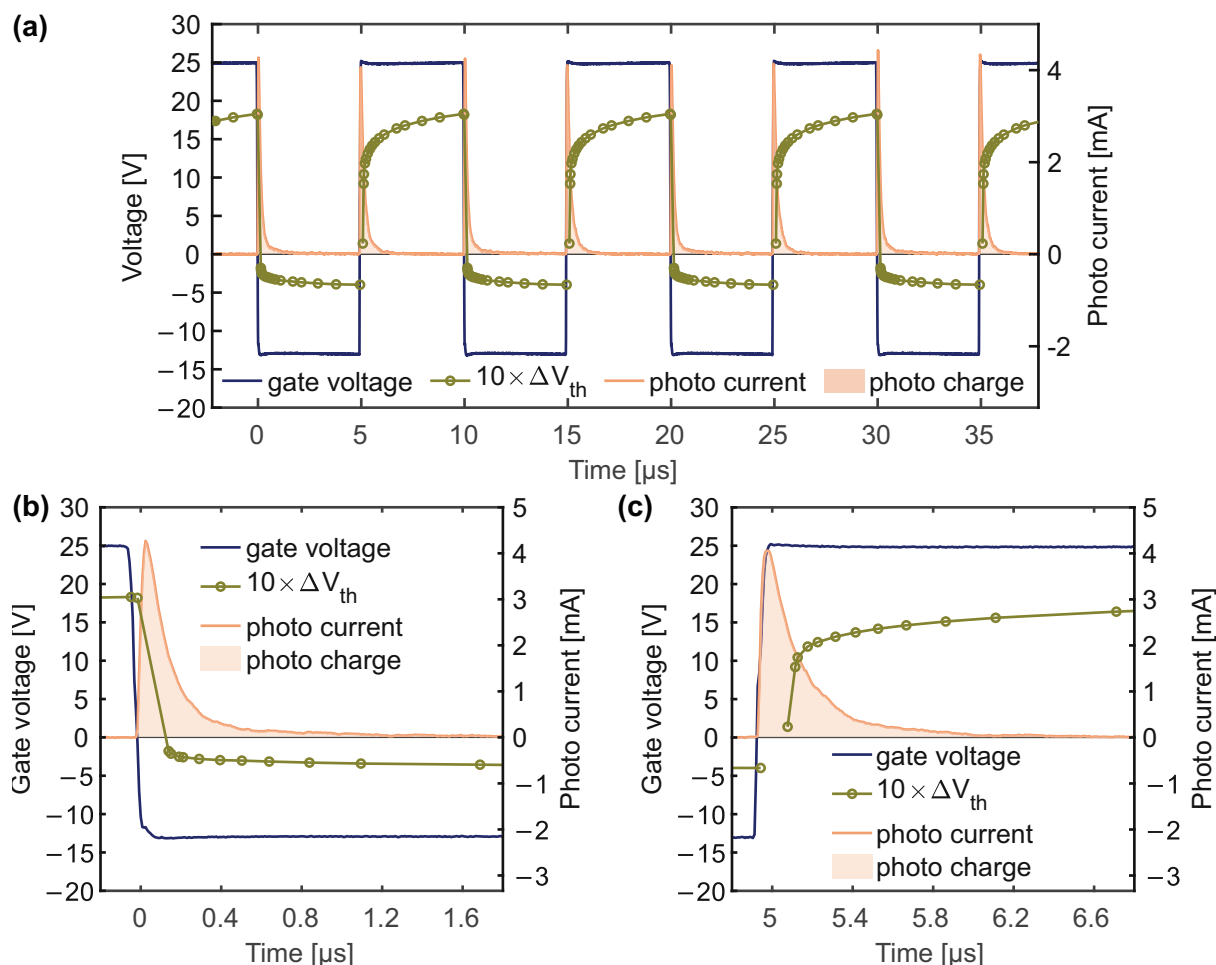 (a)
30
25
20
15
10
5
0
−5
−10
−15
−20
Voltage [V]
4
2
0
-2
Photo current [mA]
gate voltage 10 × ΔVth photo current photo charge
0 5 10 15 20 25 30 35
Time [µs]
(b)
30
25
20
15
10
5
0
−5
−10
−15
−20
Gate voltage [V]
gate voltage
10 × ΔVth
photo current
photo charge
5
4
3
2
1
0
−1
−2
−3
Photo current [mA]
0 0.4 0.8 1.2 1.6
Time [µs]
(c)
30
25
20
15
10
5
0
−5
−10
−15
−20
Gate voltage [V]
gate voltage
10 × ΔVth
photo current
photo charge
5
4
3
2
1
0
−1
−2
−3
Photo current [mA]
5 5.4 5.8 6.2 6.6
Time [µs]